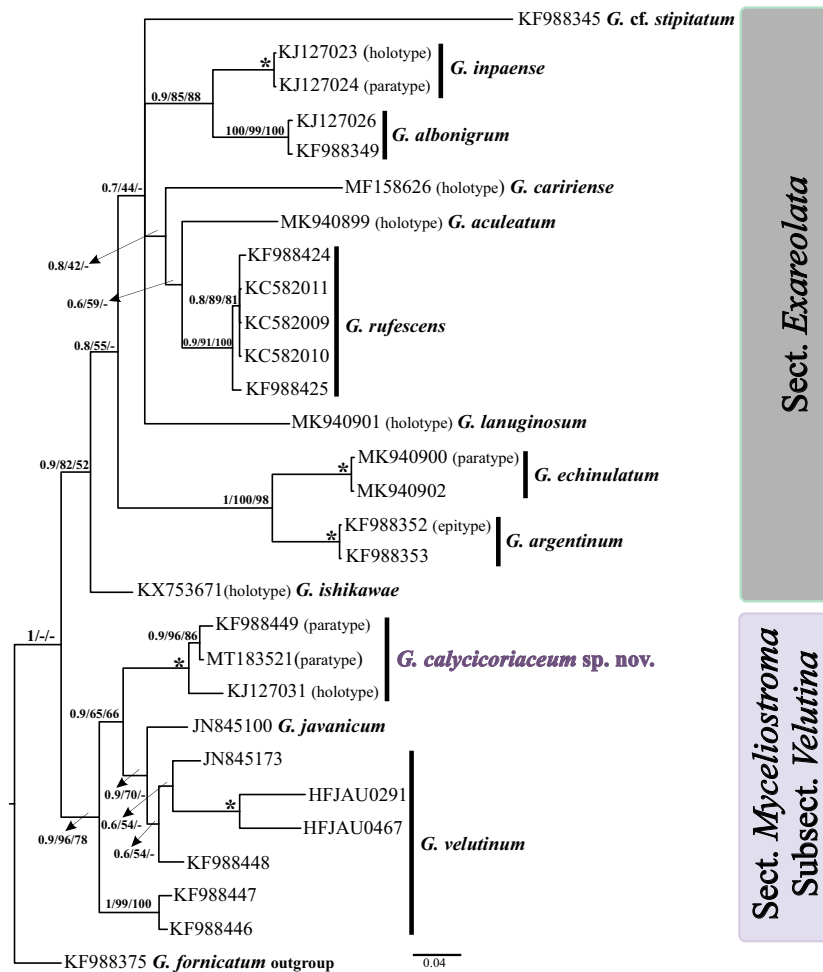 KF988345 G. cf. stipitatum
KJ127023 (holotype)
*
G. inpaense
KJ127024 (paratype)
0.9/85/88
KJ127026
100/99/100
G. albonigrum
KF988349
0.7/44/-
MF158626 (holotype) G. caririense
MK940899 (holotype) G. aculeatum
0.8/42/-
KF988424
0.6/59/-
KC582011
0.8/89/81
KC582009
G. rufescens
0.9/91/100
KC582010
KF988425
0.8/55/-
MK940901 (holotype) G. lanuginosum
MK940900 (paratype)
*
0.9/82/52
G. echinulatum
MK940902
1/100/98
KF988352 (epitype)
*
G. argentinum
KF988353
KX753671(holotype) G. ishikawae
Sect. Exareolata
KF988449 (paratype)
0.9/96/86
1/-/-
MT183521(paratype)
*
G. calycicoriaceum sp. nov.
KJ127031 (holotype)
0.9/65/66
JN845100 G. javanicum
JN845173
0.9/70/-
HFJAU0291
*
0.6/54/-
HFJAU0467
0.9/96/78
0.6/54/-
G. velutinum
KF988448
KF988447
1/99/100
KF988446
Sect. Myceliostroma
Subsect. Velutina
KF988375 G. fornicatum outgroup
0.04